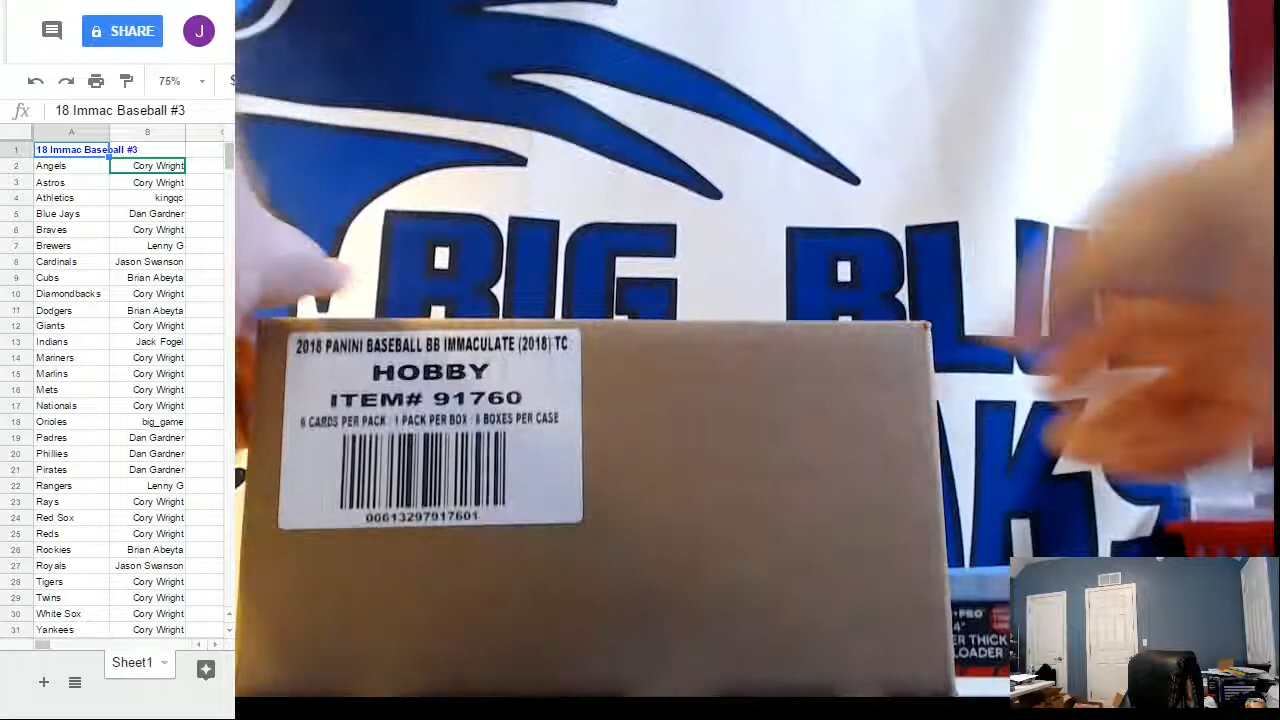 SHARE
J
75%
$
fx 18 Immac Baseball #3
A B
1 18 Immac Baseball #3
2 Angels Cory Wright
3 Astros Cory Wright
4 Athletics kingqc
5 Blue Jays Dan Gardner
6 Braves Cory Wright
7 Brewers Lenny G
8 Cardinals Jason Swanson
9 Cubs Brian Abeyta
10 Diamondbacks Cory Wright
11 Dodgers Brian Abeyta
12 Giants Cory Wright
13 Indians Jack Fogel
14 Mariners Cory Wright
15 Marlins Cory Wright
16 Mets Cory Wright
17 Nationals Cory Wright
18 Orioles big_game
19 Padres Dan Gardner
20 Phillies Dan Gardner
21 Pirates Dan Gardner
22 Rangers Lenny G
23 Rays Cory Wright
24 Red Sox Cory Wright
25 Reds Cory Wright
26 Rockies Brian Abeyta
27 Royals Jason Swanson
28 Tigers Cory Wright
29 Twins Cory Wright
30 White Sox Cory Wright
31 Yankees Cory Wright
Sheet1
BIG BLU
AK
2018 PANINI BASEBALL BB IMMACULATE (2018) TC
HOBBY
ITEM# 91760
6 CARDS PER PACK / 1 PACK PER BOX / 8 BOXES PER CASE
00613297917601
PRO
4"
ER THICK
LOADER